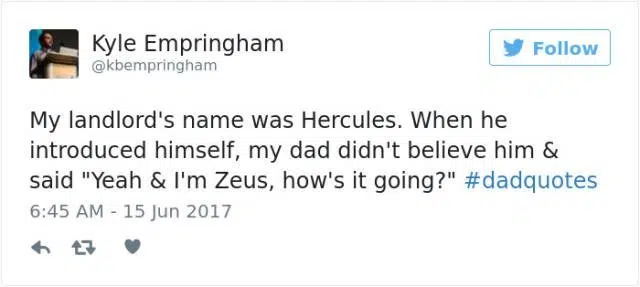 Kyle Empringham
@kbempringham
Follow
My landlord's name was Hercules. When he
introduced himself, my dad didn't believe him &
said "Yeah & I'm Zeus, how's it going?" #dadquotes
6:45 AM - 15 Jun 2017